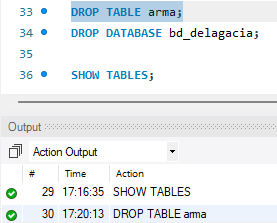 33 DROP TABLE arma;
34 DROP DATABASE bd_delagacia;
35
36 SHOW TABLES;
Output
Action Output
# Time Action
29 17:16:35 SHOW TABLES
30 17:20:13 DROP TABLE arma